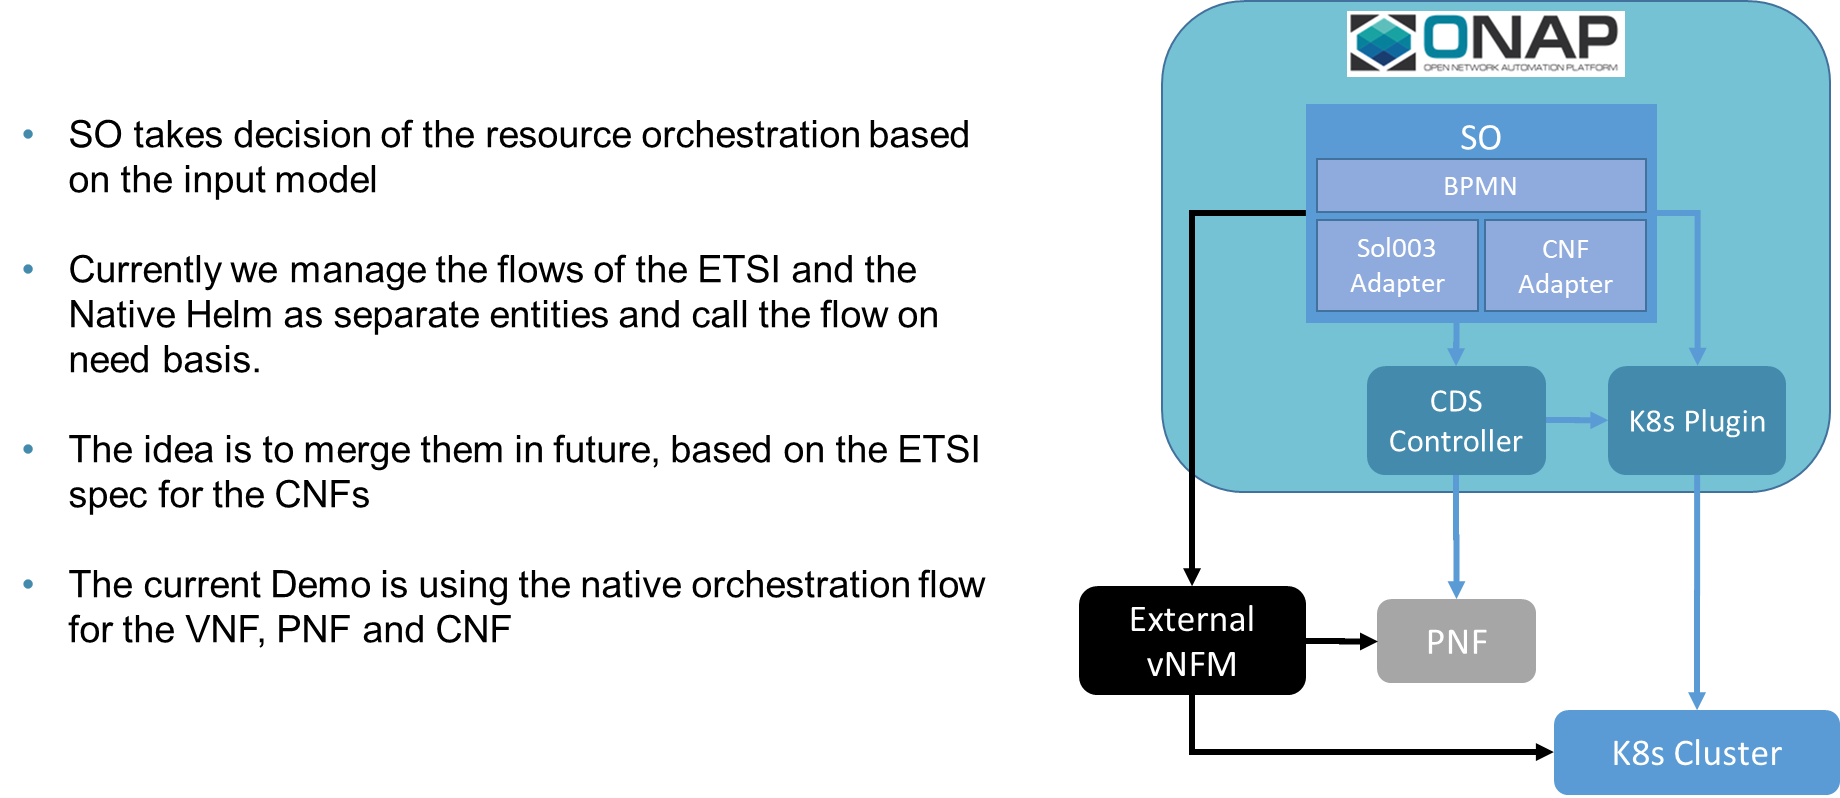 • SO takes decision of the resource orchestration based
on the input model
• Currently we manage the flows of the ETSI and the
Native Helm as separate entities and call the flow on
need basis.
• The idea is to merge them in future, based on the ETSI
spec for the CNFs
• The current Demo is using the native orchestration flow
for the VNF, PNF and CNF
ONAP
OPEN NETWORK AUTOMATION PLATFORM
SO
BPMN
Sol003
Adapter
CNF
Adapter
CDS
Controller
K8s Plugin
External
vNFM
PNF
K8s Cluster